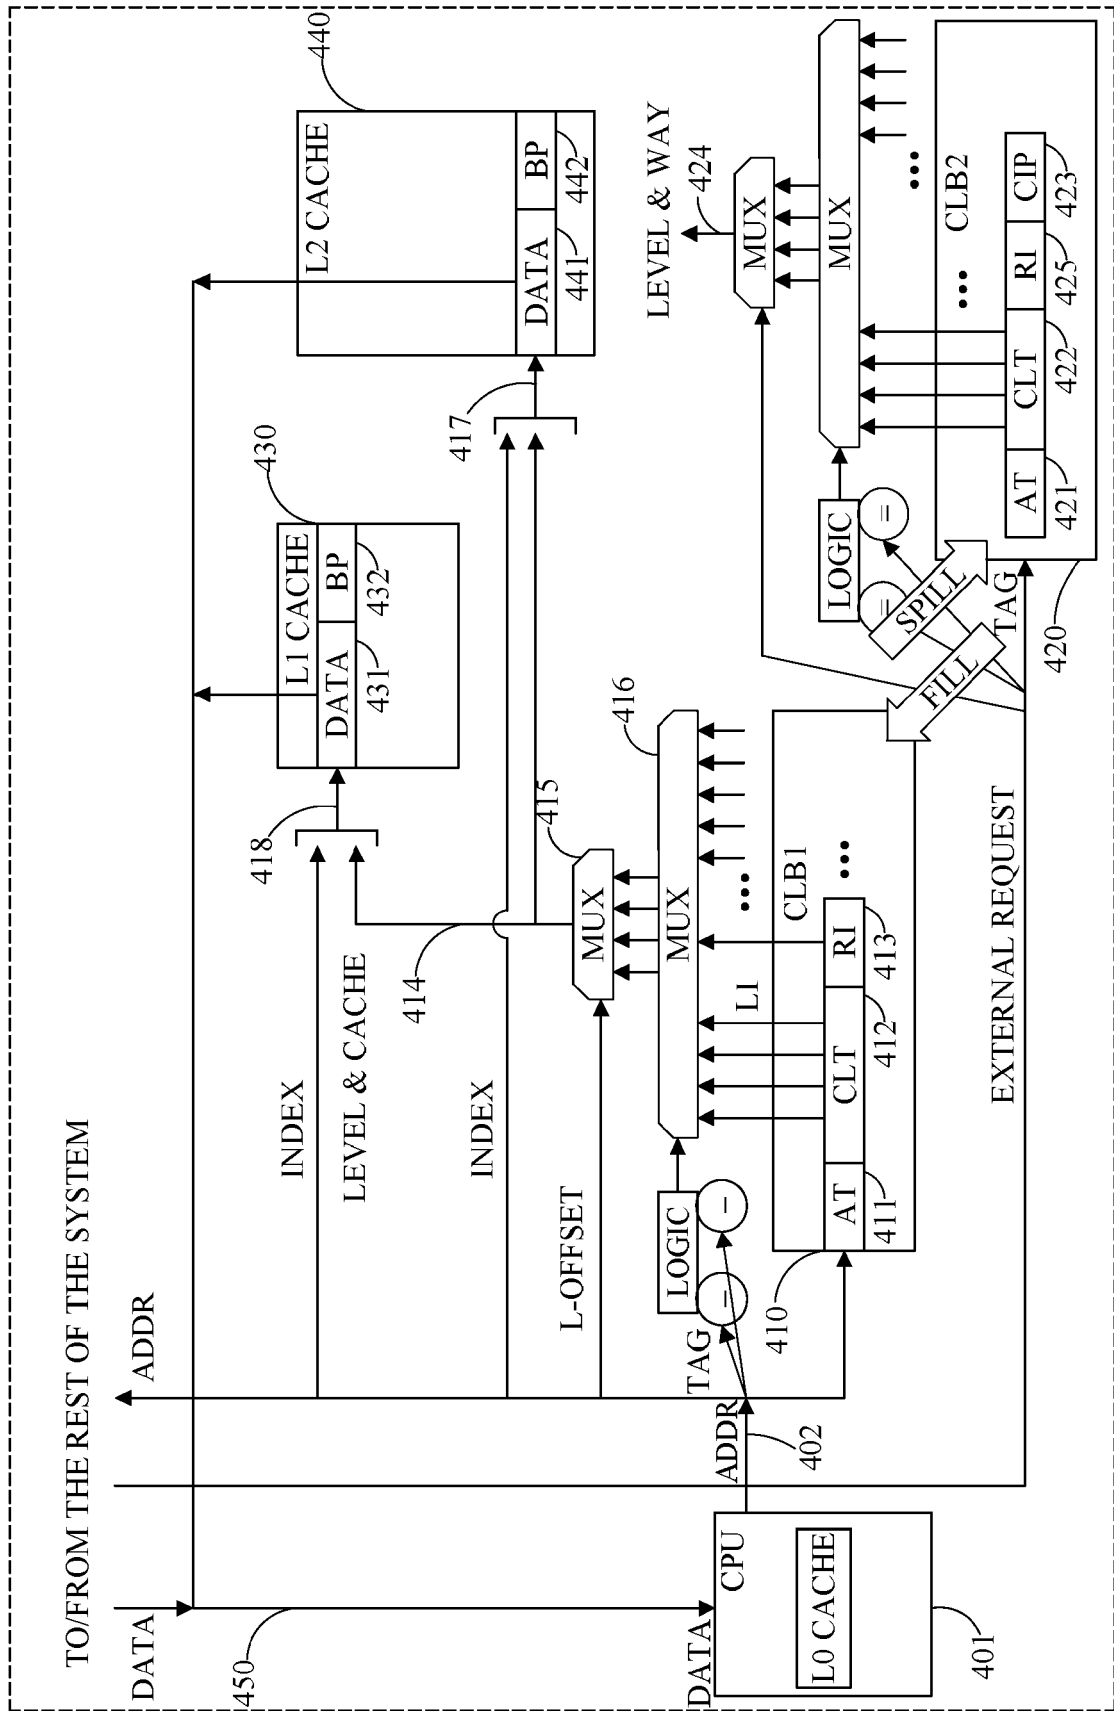 TO/FROM THE REST OF THE SYSTEM
DATA
ADDR
450
INDEX
LEVEL & CACHE
418
L1 CACHE
430
DATA
BP
431
432
L2 CACHE
440
DATA
BP
441
442
INDEX
414
417
L-OFFSET
MUX
415
LEVEL & WAY
424
MUX
DATA
CPU
L0 CACHE
401
ADDR
402
TAG
LOGIC
=
=
MUX
416
LI
...
410
CLB1
AT
CLT
RI
...
411
412
413
LOGIC
=
=
MUX
...
FILL
SPILL
EXTERNAL REQUEST
TAG
420
CLB2
...
AT
CLT
RI
CIP
421
422
425
423